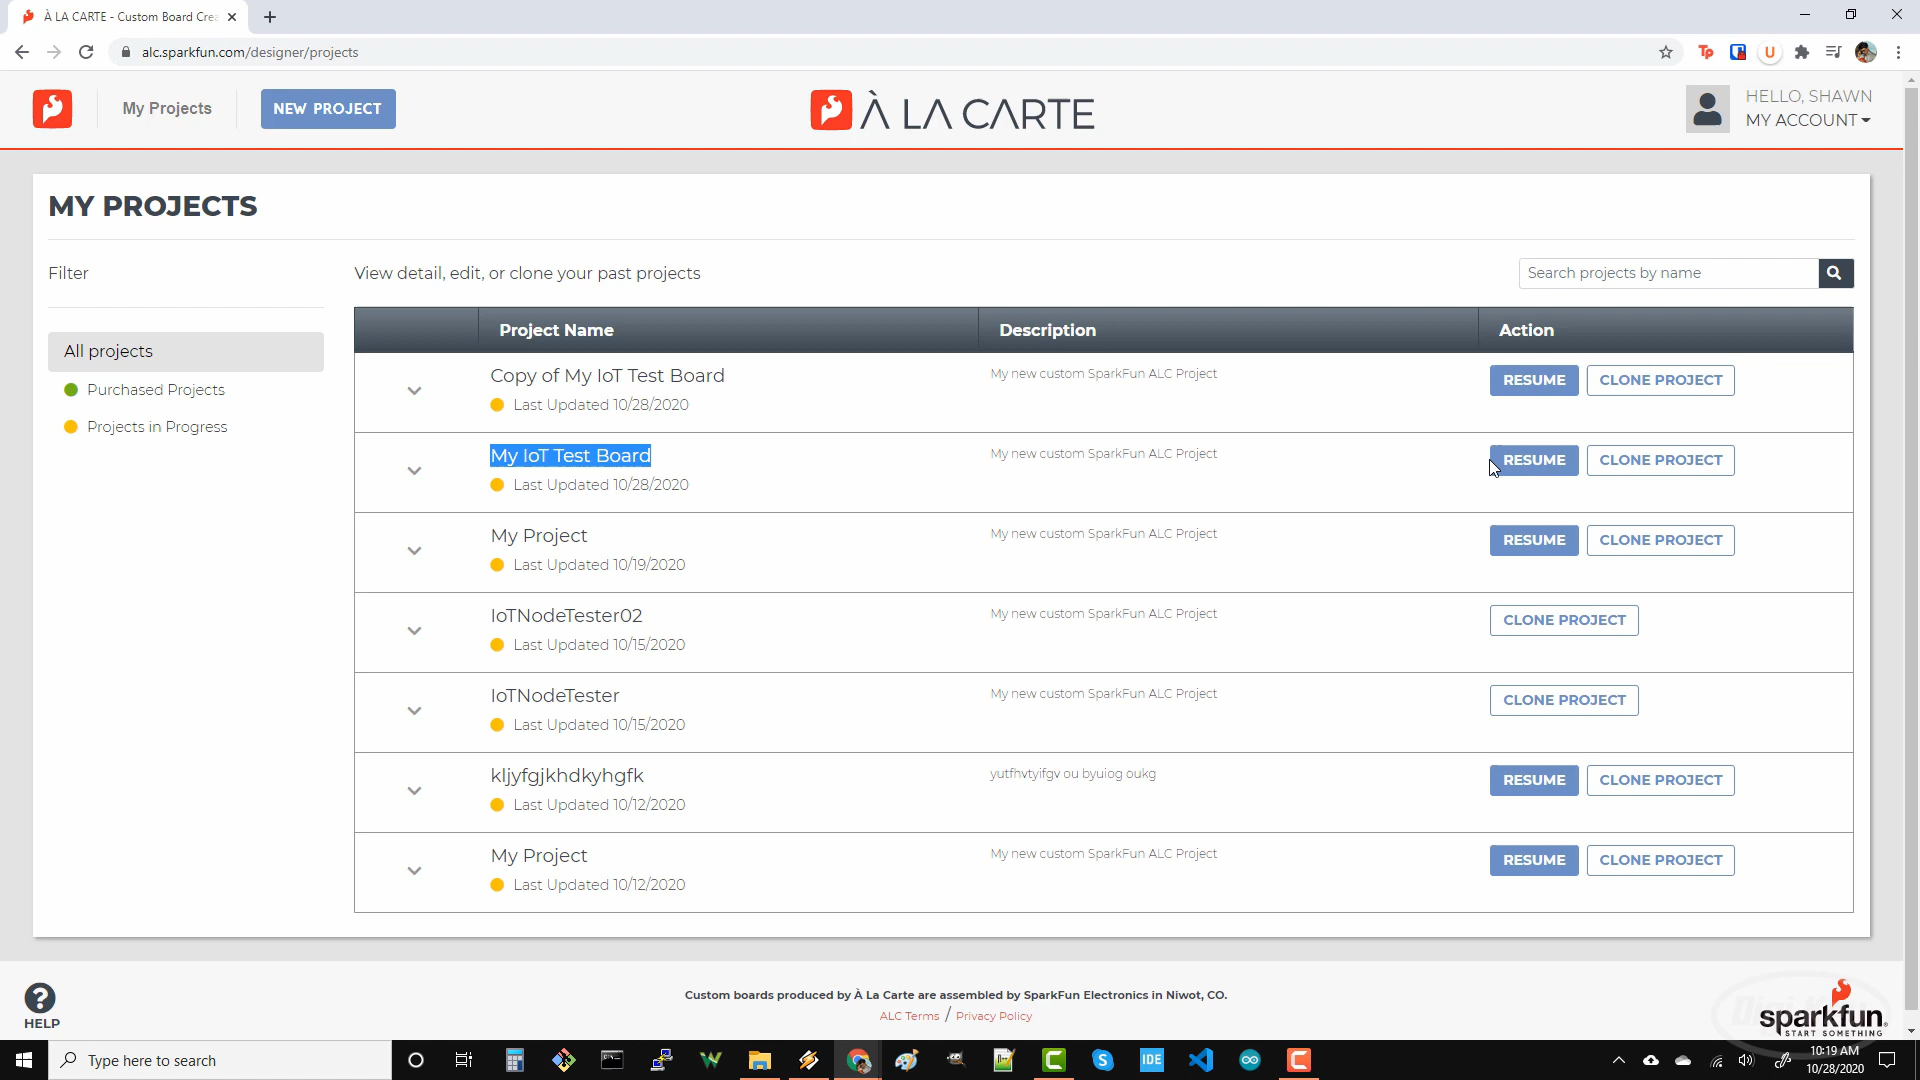 À LA CARTE - Custom Board Crea
alc.sparkfun.com/designer/projects
My Projects
NEW PROJECT
À LA CARTE
HELLO, SHAWN
MY ACCOUNT
MY PROJECTS
Filter
View detail, edit, or clone your past projects
Search projects by name
All projects
Purchased Projects
Projects in Progress
Project Name Description Action
Copy of My IoT Test Board My new custom SparkFun ALC Project RESUME CLONE PROJECT
Last Updated 10/28/2020
My IoT Test Board My new custom SparkFun ALC Project RESUME CLONE PROJECT
Last Updated 10/28/2020
My Project My new custom SparkFun ALC Project RESUME CLONE PROJECT
Last Updated 10/19/2020
IoTNodeTester02 My new custom SparkFun ALC Project CLONE PROJECT
Last Updated 10/15/2020
IoTNodeTester My new custom SparkFun ALC Project CLONE PROJECT
Last Updated 10/15/2020
kljyfgjkhdkyhgfk yutfhvtyifgv ou byuiog oukg RESUME CLONE PROJECT
Last Updated 10/12/2020
My Project My new custom SparkFun ALC Project RESUME CLONE PROJECT
Last Updated 10/12/2020
HELP
Custom boards produced by À La Carte are assembled by SparkFun Electronics in Niwot, CO.
ALC Terms / Privacy Policy
sparkfun
START SOMETHING
Type here to search
IDE
10:19 AM
10/28/2020